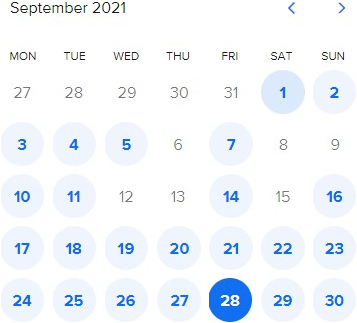 September 2021
MON TUE WED THU FRI SAT SUN
27 28 29 30 31 1 2
3 4 5 6 7 8 9
10 11 12 13 14 15 16
17 18 19 20 21 22 23
24 25 26 27 28 29 30